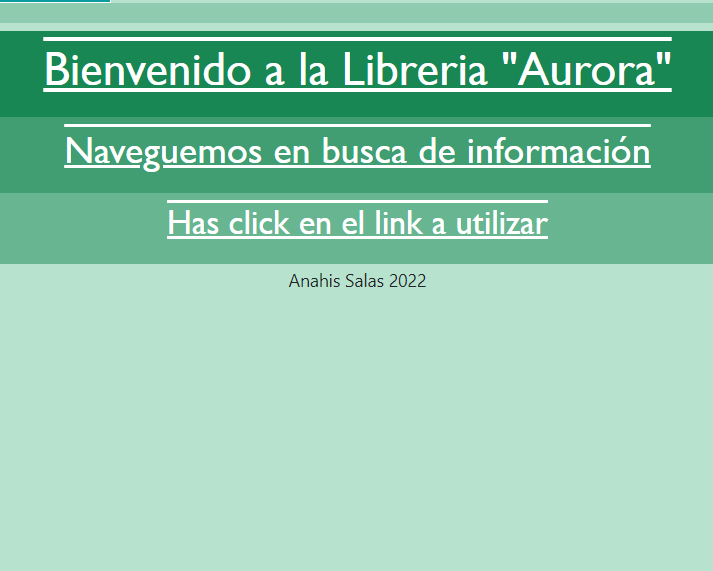 Bienvenido a la Libreria "Aurora"
Naveguemos en busca de información
Has click en el link a utilizar
Anahis Salas 2022